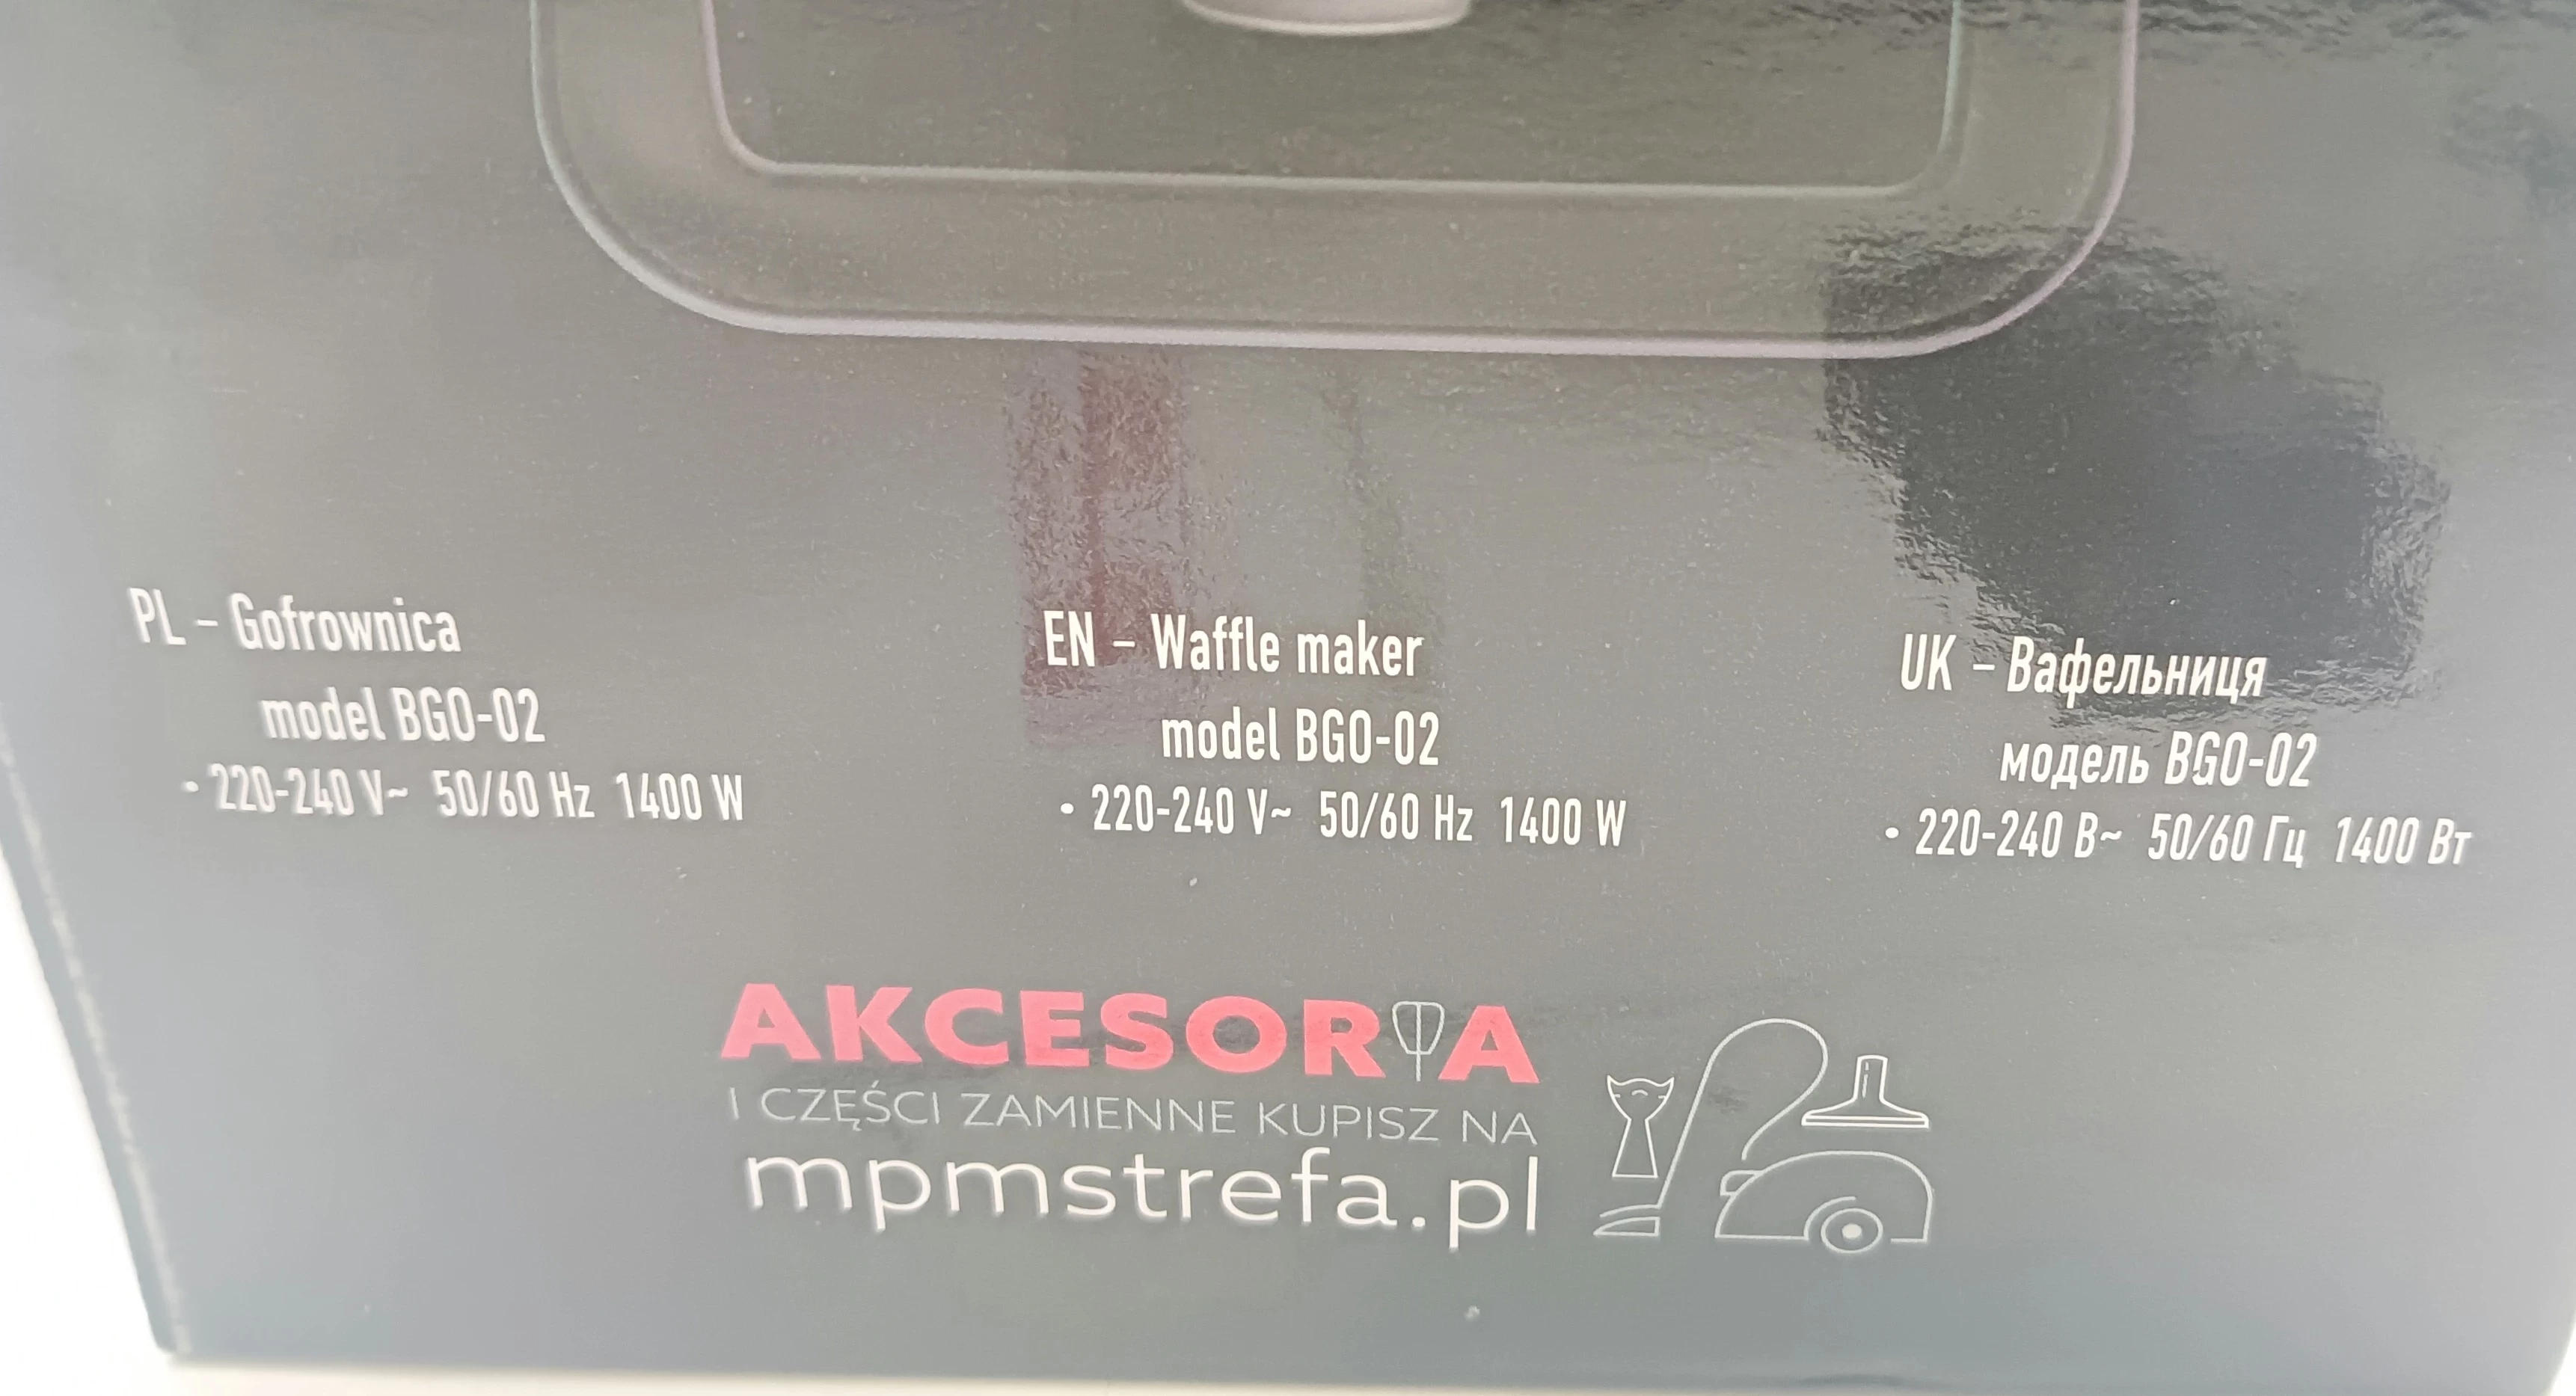 PL – Gofrownica
model BGO-02
• 220-240 V~ 50/60 Hz 1400 W
EN – Waffle maker
model BGO-02
• 220-240 V~ 50/60 Hz 1400 W
UK – Вафельниця
модель BGO-02
• 220-240 В~ 50/60 Гц 1400 Вт
AKCESORIA
I CZĘŚCI ZAMIENNE KUPISZ NA
mpmstrefa.pl